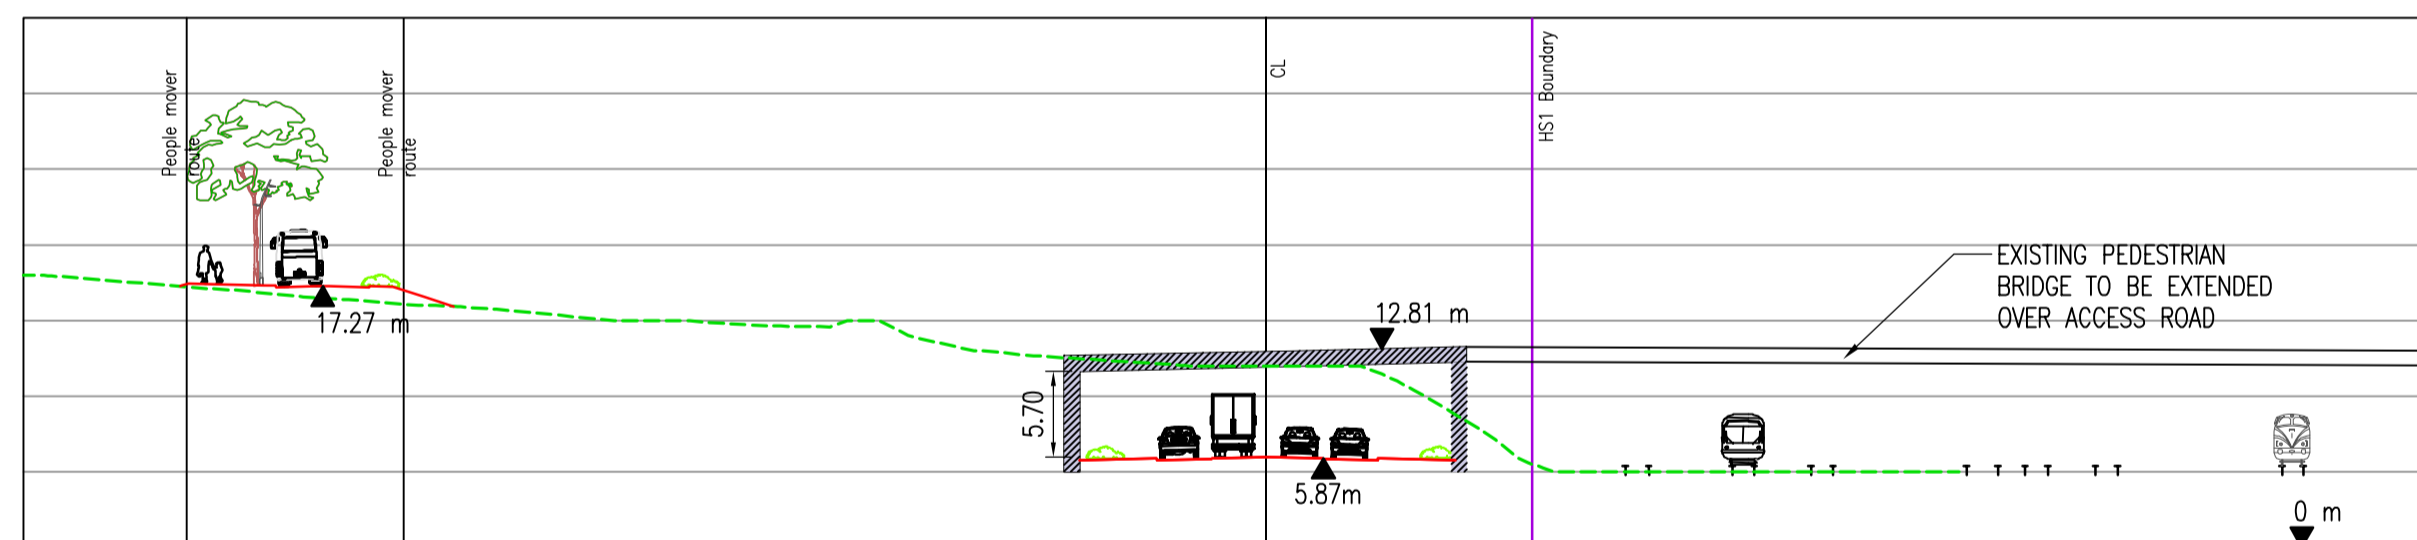 People mover
route
People mover
route
CL
HS1 Boundary
EXISTING PEDESTRIAN
BRIDGE TO BE EXTENDED
OVER ACCESS ROAD
17.27 m
12.81 m
5.70
5.87m
0 m